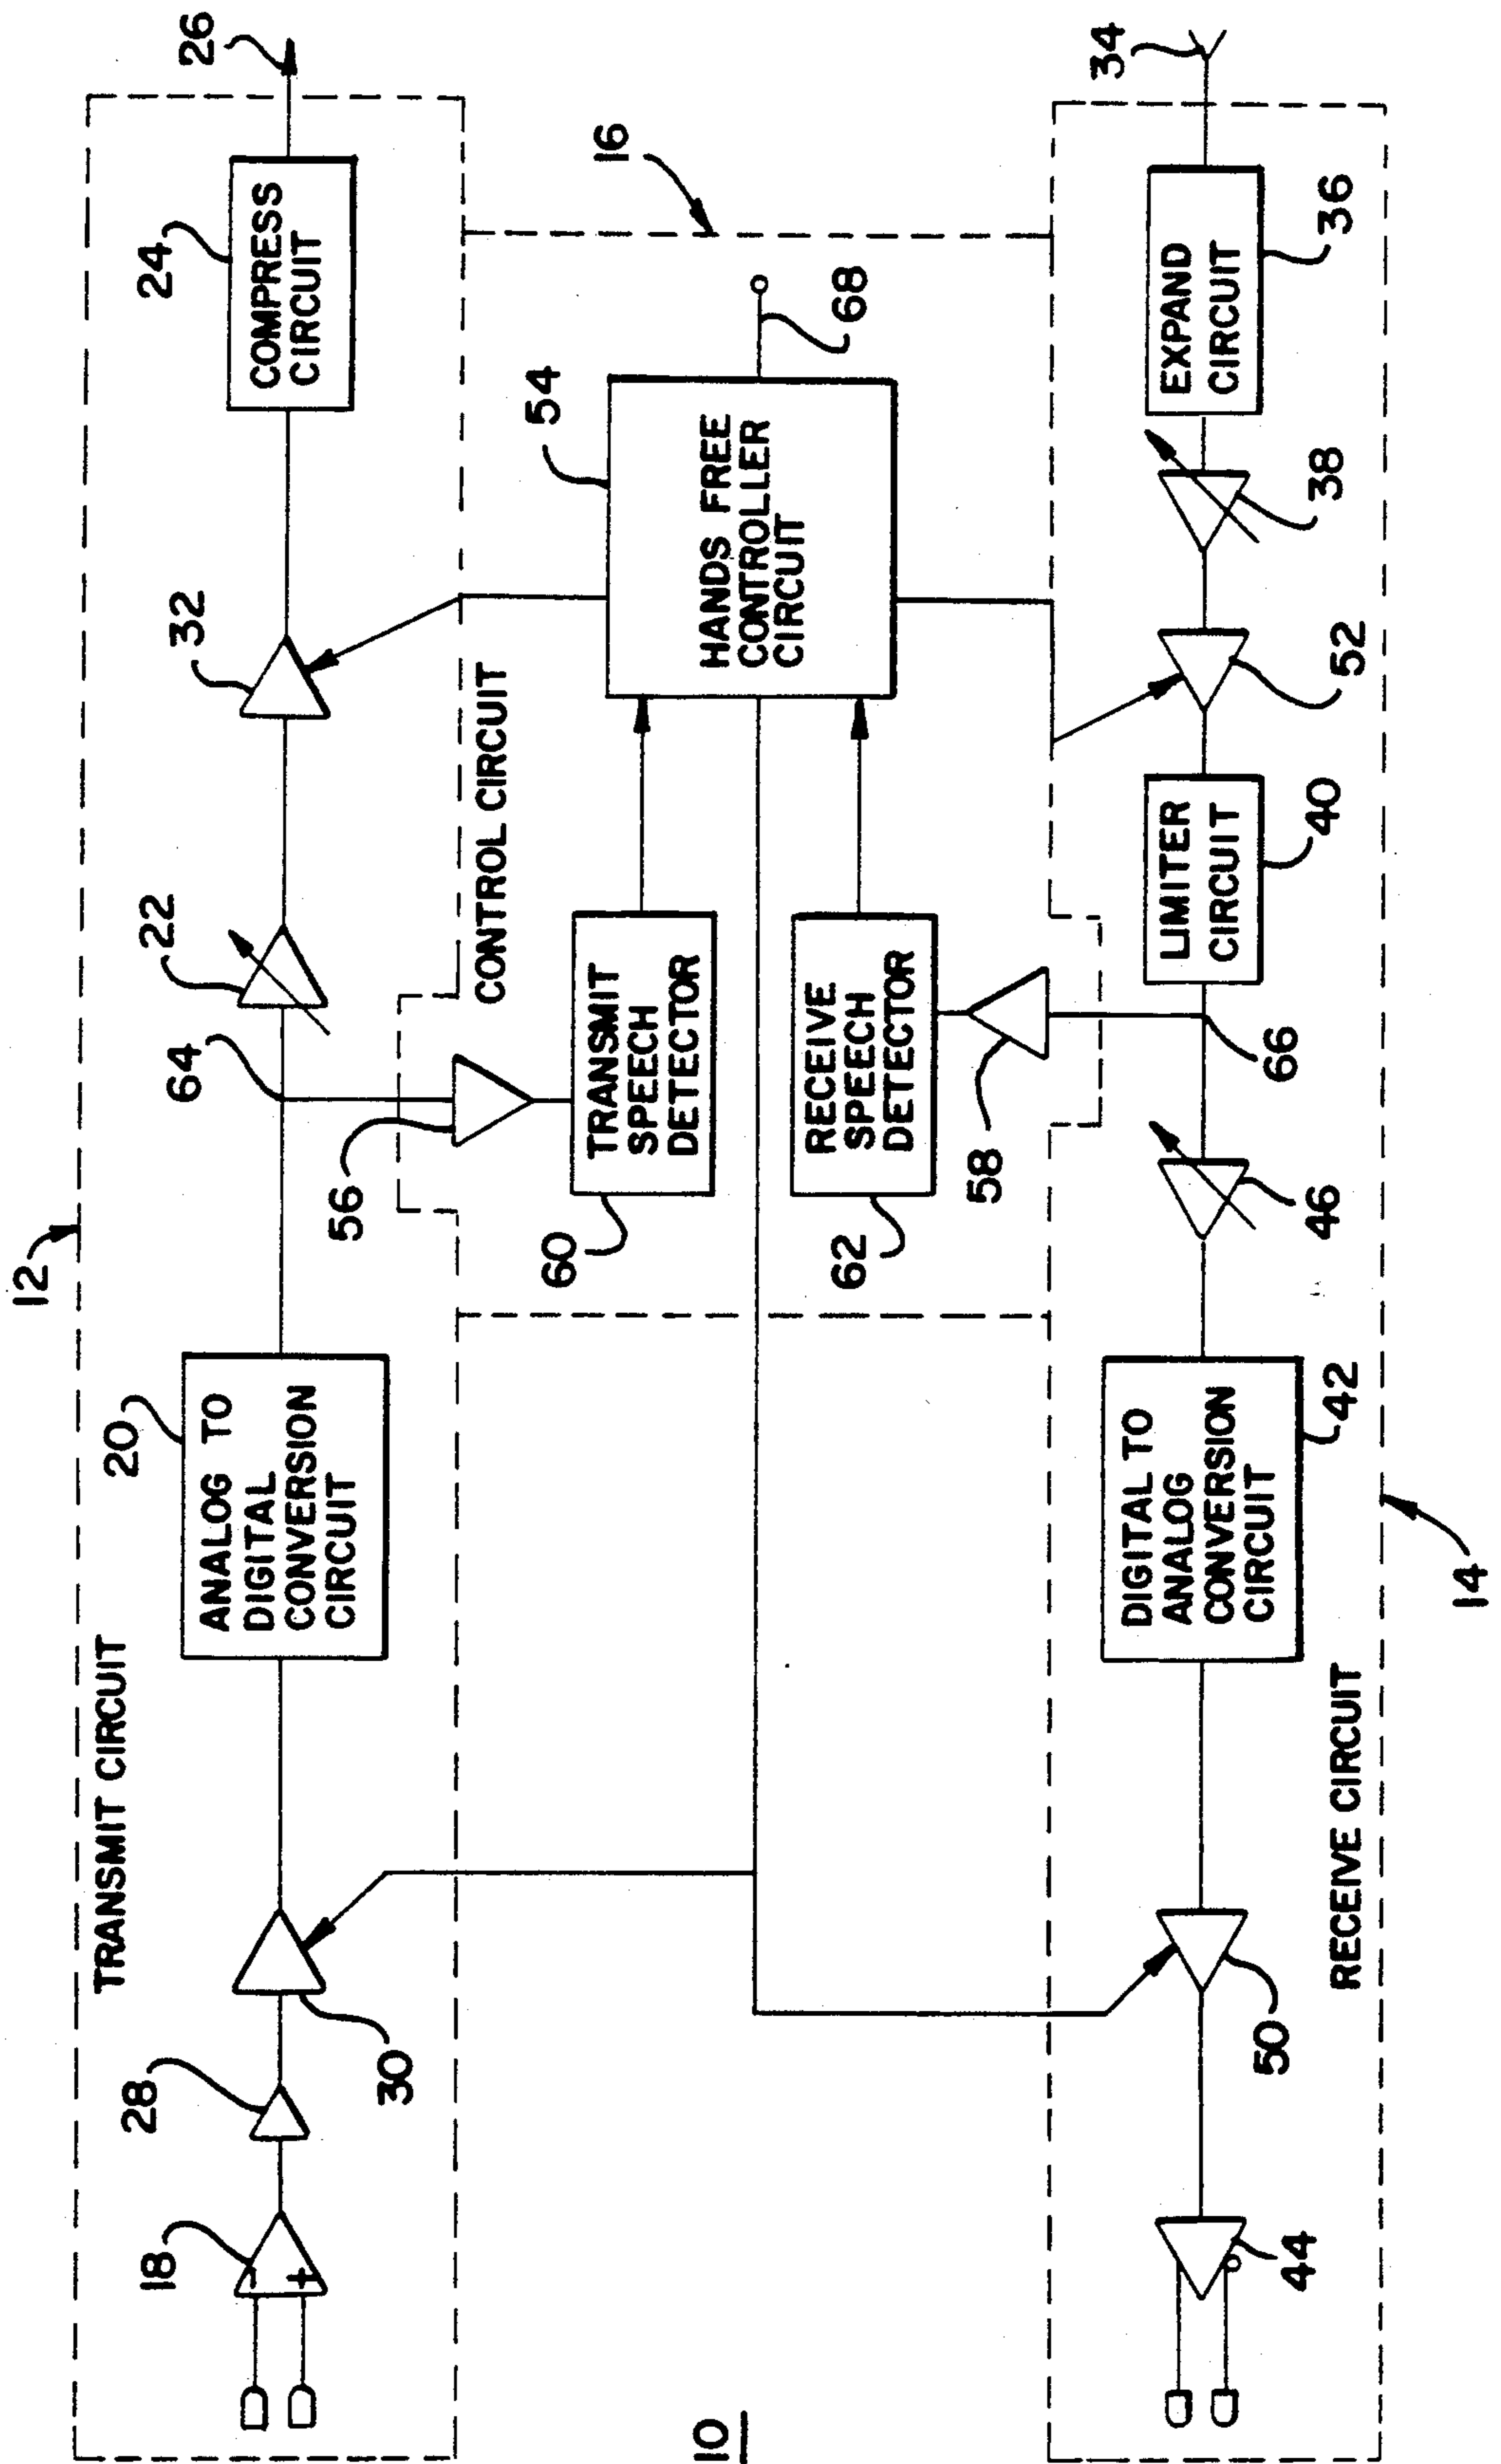 12
TRANSMIT CIRCUIT
18
28
30
20
ANALOG TO
DIGITAL
CONVERSION
CIRCUIT
64
22
32
24
COMPRESS
CIRCUIT
26
56
CONTROL CIRCUIT
16
60
TRANSMIT
SPEECH
DETECTOR
54
HANDS FREE
CONTROLLER
CIRCUIT
68
62
RECEIVE
SPEECH
DETECTOR
58
10
44
50
DIGITAL TO
ANALOG
CONVERSION
CIRCUIT
42
46
66
LIMITER
CIRCUIT
40
52
38
EXPAND
CIRCUIT
36
34
RECEIVE CIRCUIT
14
-
+